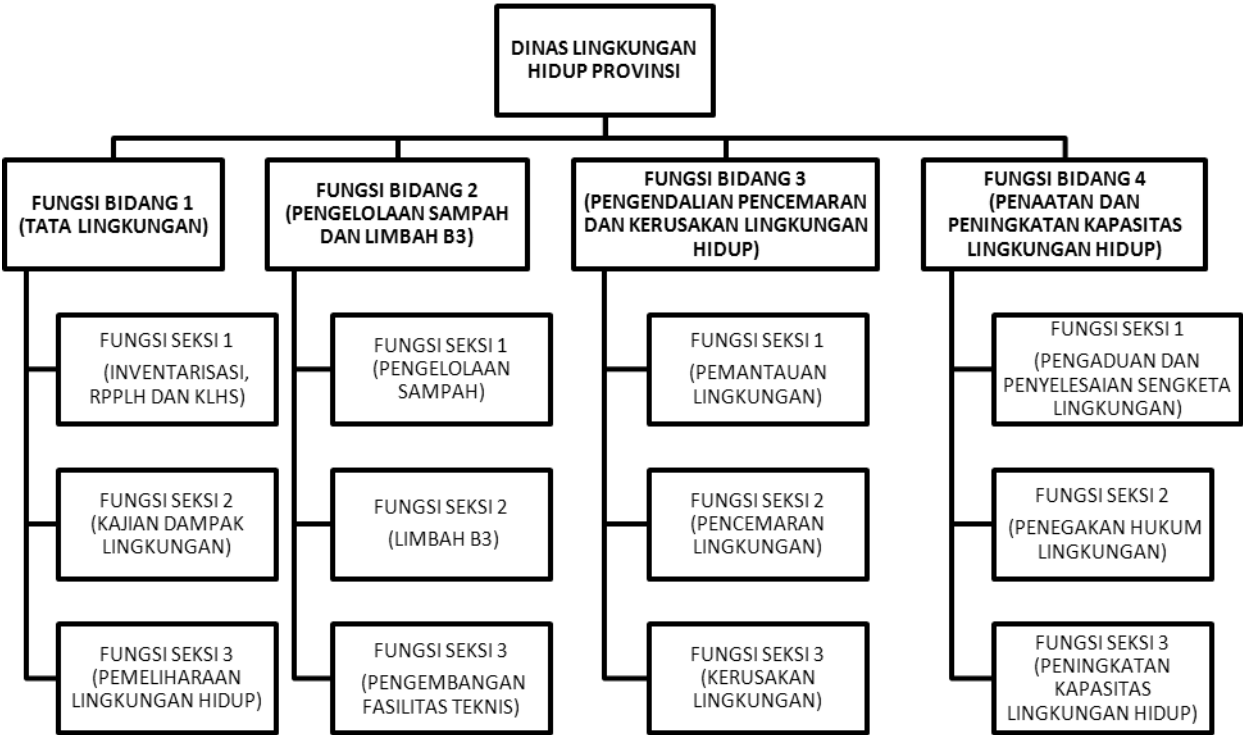 DINAS LINGKUNGAN
HIDUP PROVINSI
FUNGSI BIDANG 1
(TATA LINGKUNGAN)
FUNGSI BIDANG 2
(PENGELOLAAN SAMPAH
DAN LIMBAH B3)
FUNGSI BIDANG 3
(PENGENDALIAN PENCEMARAN
DAN KERUSAKAN LINGKUNGAN
HIDUP)
FUNGSI BIDANG 4
(PENAATAN DAN
PENINGKATAN KAPASITAS
LINGKUNGAN HIDUP)
FUNGSI SEKSI 1
(INVENTARISASI,
RPPLH DAN KLHS)
FUNGSI SEKSI 1
(PENGELOLAAN
SAMPAH)
FUNGSI SEKSI 1
(PEMANTAUAN
LINGKUNGAN)
FUNGSI SEKSI 1
(PENGADUAN DAN
PENYELESAIAN SENGKETA
LINGKUNGAN)
FUNGSI SEKSI 2
(KAJIAN DAMPAK
LINGKUNGAN)
FUNGSI SEKSI 2
(LIMBAH B3)
FUNGSI SEKSI 2
(PENCEMARAN
LINGKUNGAN)
FUNGSI SEKSI 2
(PENEGAKAN HUKUM
LINGKUNGAN)
FUNGSI SEKSI 3
(PEMELIHARAAN
LINGKUNGAN HIDUP)
FUNGSI SEKSI 3
(PENGEMBANGAN
FASILITAS TEKNIS)
FUNGSI SEKSI 3
(KERUSAKAN
LINGKUNGAN)
FUNGSI SEKSI 3
(PENINGKATAN
KAPASITAS
LINGKUNGAN HIDUP)